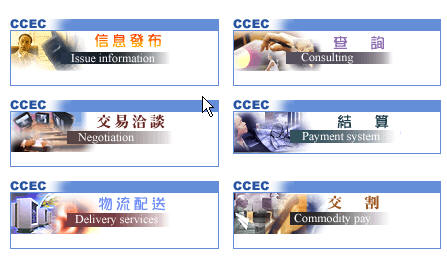 CCEC
信息發布
Issue information
CCEC
查 詢
Consulting
CCEC
交易洽談
Negotiation
CCEC
結 算
Payment system
CCEC
物流配送
Delivery services
CCEC
交 割
Commodity pay